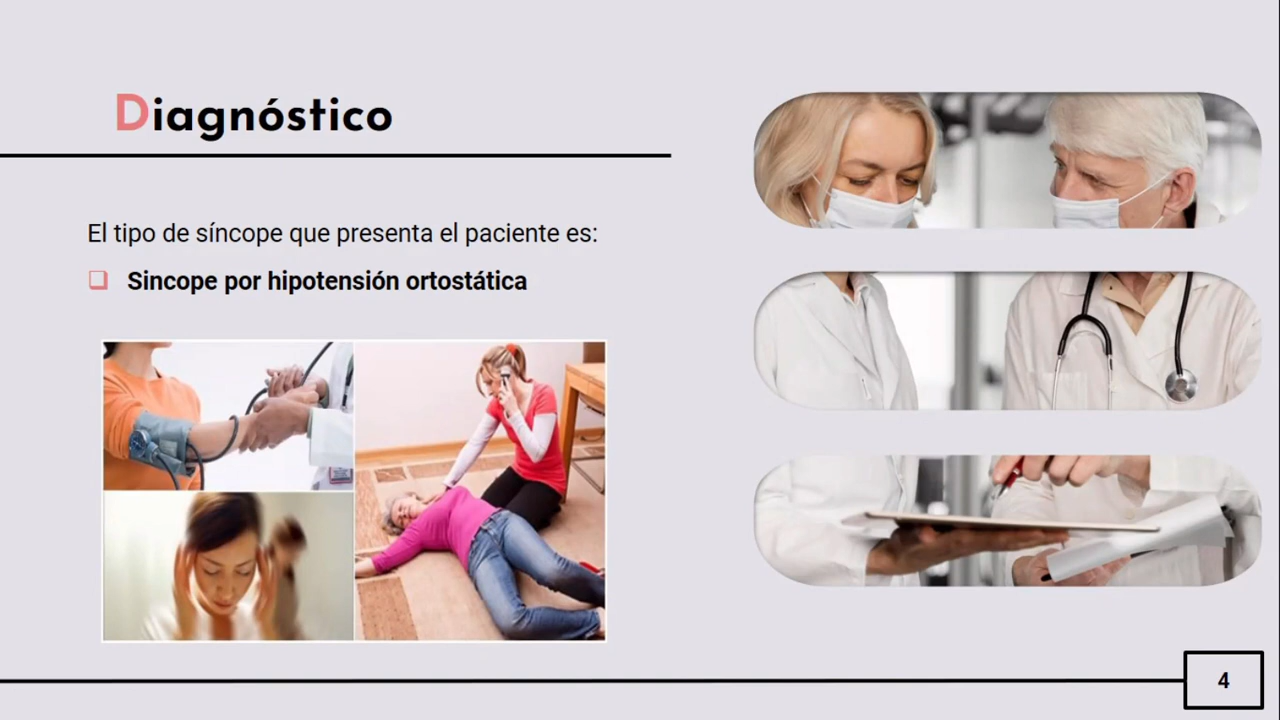 Diagnóstico
El tipo de síncope que presenta el paciente es:
Sincope por hipotensión ortostática
4